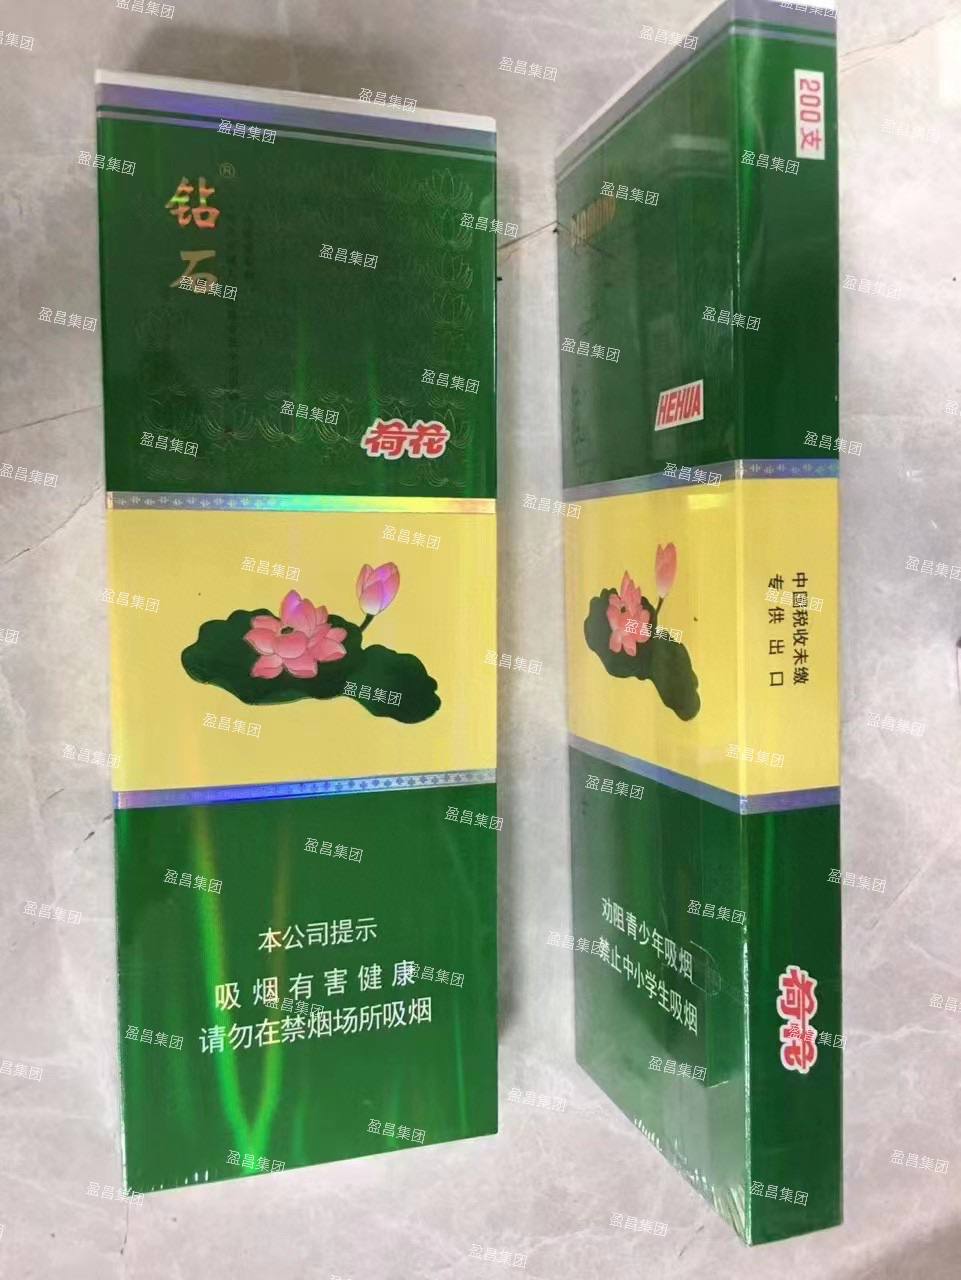 钻
石
®
荷花
本公司提示
吸烟有害健康
请勿在禁烟场所吸烟
200支
HEHUA
中国税收未缴
专供出口
劝阻青少年吸烟
禁止中小学生吸烟
荷花
盈昌集团